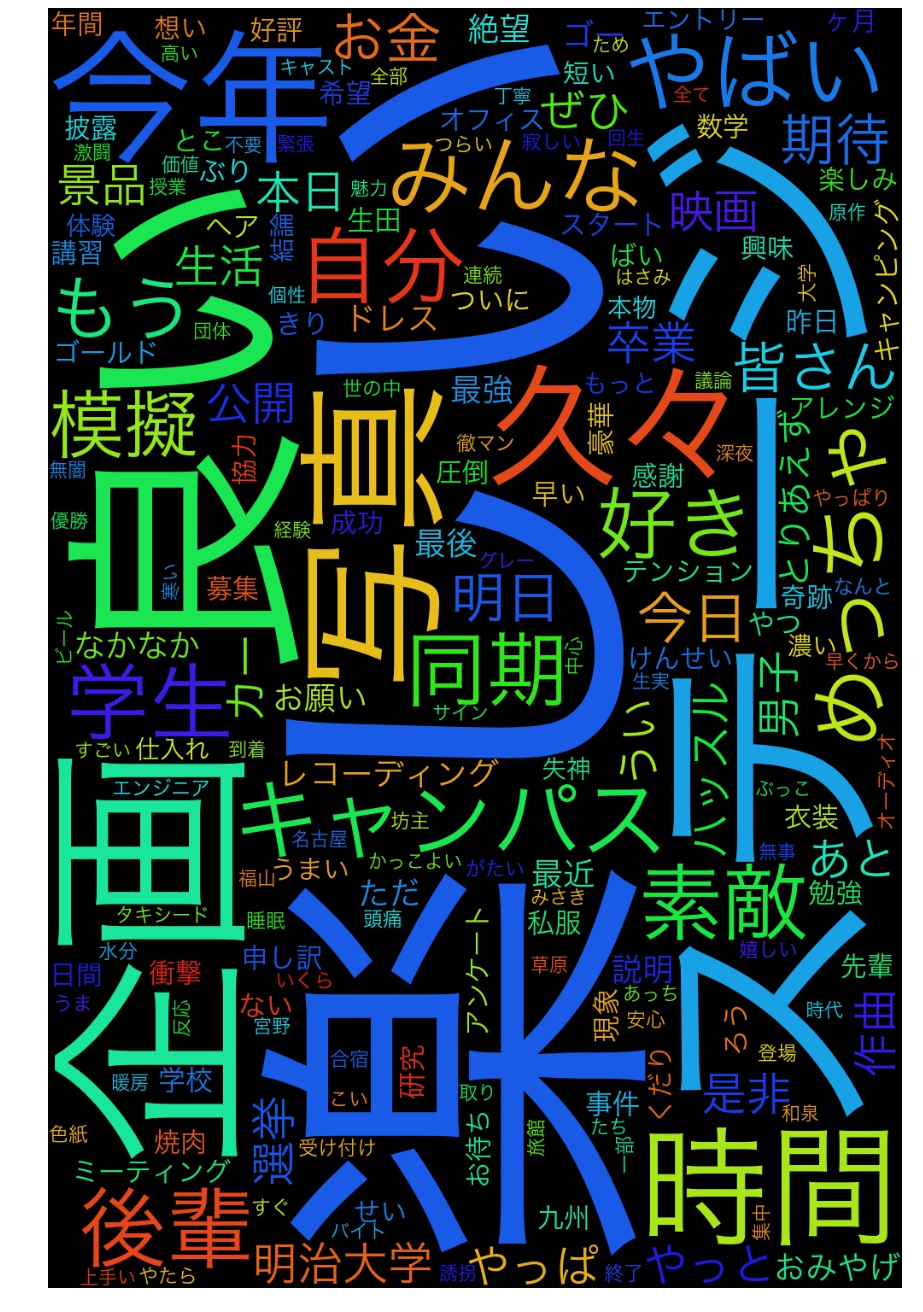 年間
想い
好評
お金
絶望
ゴー
エントリー
ヶ月
高い
キャスト
全部
ため
今年
希望
短い
やばい
全て
披露
丁寧
ぜひ
オフィス
数学
期待
激闘
とこ
不要
緊張
つらい
寂しい
回生
価値
ぶり
景品
授業
本日
魅力
みんな
楽しみ
体験
ヘア
結論
生田
スタート
映画
原作
講習
生活
自分
ばい
興味
キャンピング
もう
個性
連続
ついに
はさみ
大学
団体
きり
ドレス
本物
昨日
ゴールド
卒業
皆さん
楽しい
良い
ステージ
模擬
公開
世の中
最強
久々
もっと
議論
アレンジ
写真
徹マン
豪華
深夜
無闇
協力
圧倒
早い
感謝
とりあえず
やっぱり
めっちゃ
優勝
経験
成功
最後
好き
寒い
募集
グレー
テンション
奇跡
なんと
明日
今日
やつ
ビール
なかなか
同期
中心
けんせい
濃い
早くから
学生
カー
お願い
サイン
生実
男子
すごい
仕入れ
到着
うい
ハッスル
オーディオ
エンジニア
レコーディング
失神
ぶっこ
企画
キャンパス
坊主
衣装
名古屋
かっこよい
無事
あと
福山
うまい
がたい
最近
素敵
勉強
タキシード
睡眠
ただ
頭痛
アンケート
みさき
私服
水分
申し訳
嬉しい
日間
衝撃
いくら
草原
説明
先輩
うま
反応
ない
宮野
現象
あっち
安心
ろう
時代
作曲
合宿
研究
登場
暖房
学校
こい
取り
事件
くだり
是非
和泉
色紙
焼肉
選挙
受け付け
お待ち
旅館
たち
一部
時間
ミーティング
後輩
すぐ
せい
バイト
九州
集中
上手い
やたら
明治大学
誘拐
やっぱ
終了
やっと
おみやげ